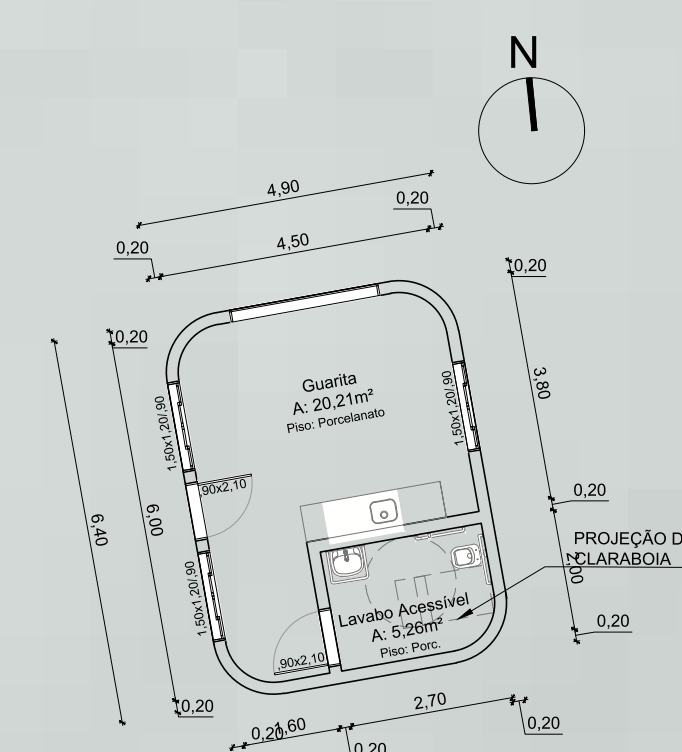 N
4,90
0,20
4,50
0,20
0,20
0,20
3,80
Guarita
A: 20,21m²
Piso: Porcelanato
1,50x1,20/,90
1,50x1,20/,90
,90x2,10
6,00
6,40
0,20
PROJEÇÃO D
CLARABOIA
2,00
1,50x1,20/,90
Lavabo Acessível
A: 5,26m²
Piso: Porc.
,90x2,10
0,20
0,20
2,70
0,20
1,60
0,20
0,20